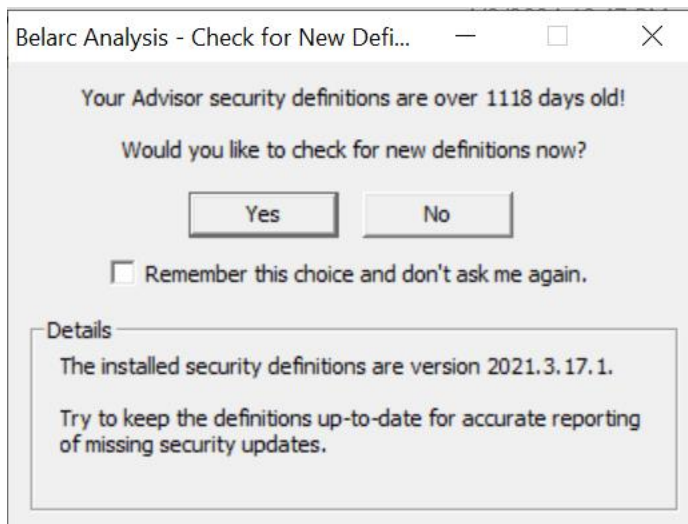 Belarc Analysis - Check for New Defi...
Your Advisor security definitions are over 1118 days old!
Would you like to check for new definitions now?
Yes No
Remember this choice and don't ask me again.
Details
The installed security definitions are version 2021.3.17.1.
Try to keep the definitions up-to-date for accurate reporting
of missing security updates.